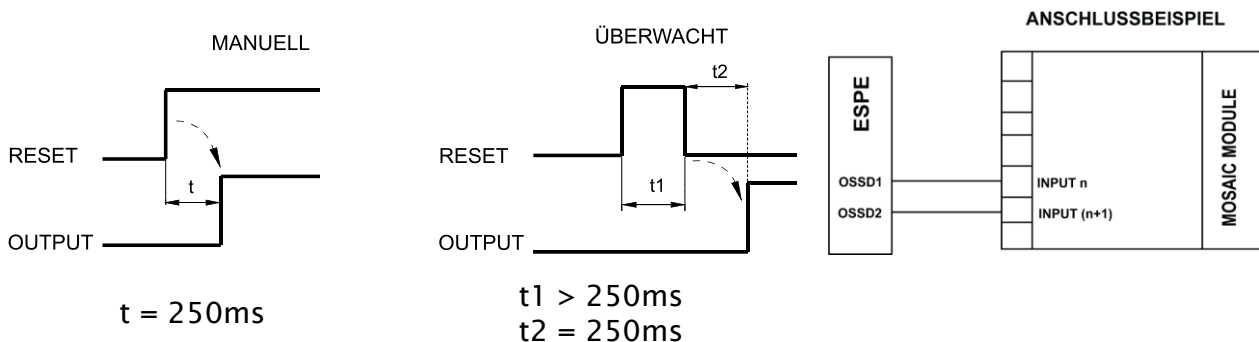 MANUELL
RESET
t
OUTPUT
t = 250ms
ÜBERWACHT
t2
RESET
t1
OUTPUT
t1 > 250ms
t2 = 250ms
ANSCHLUSSBEISPIEL
ESPE
OSSD1
OSSD2
INPUT n
INPUT (n+1)
MOSAIC MODULE